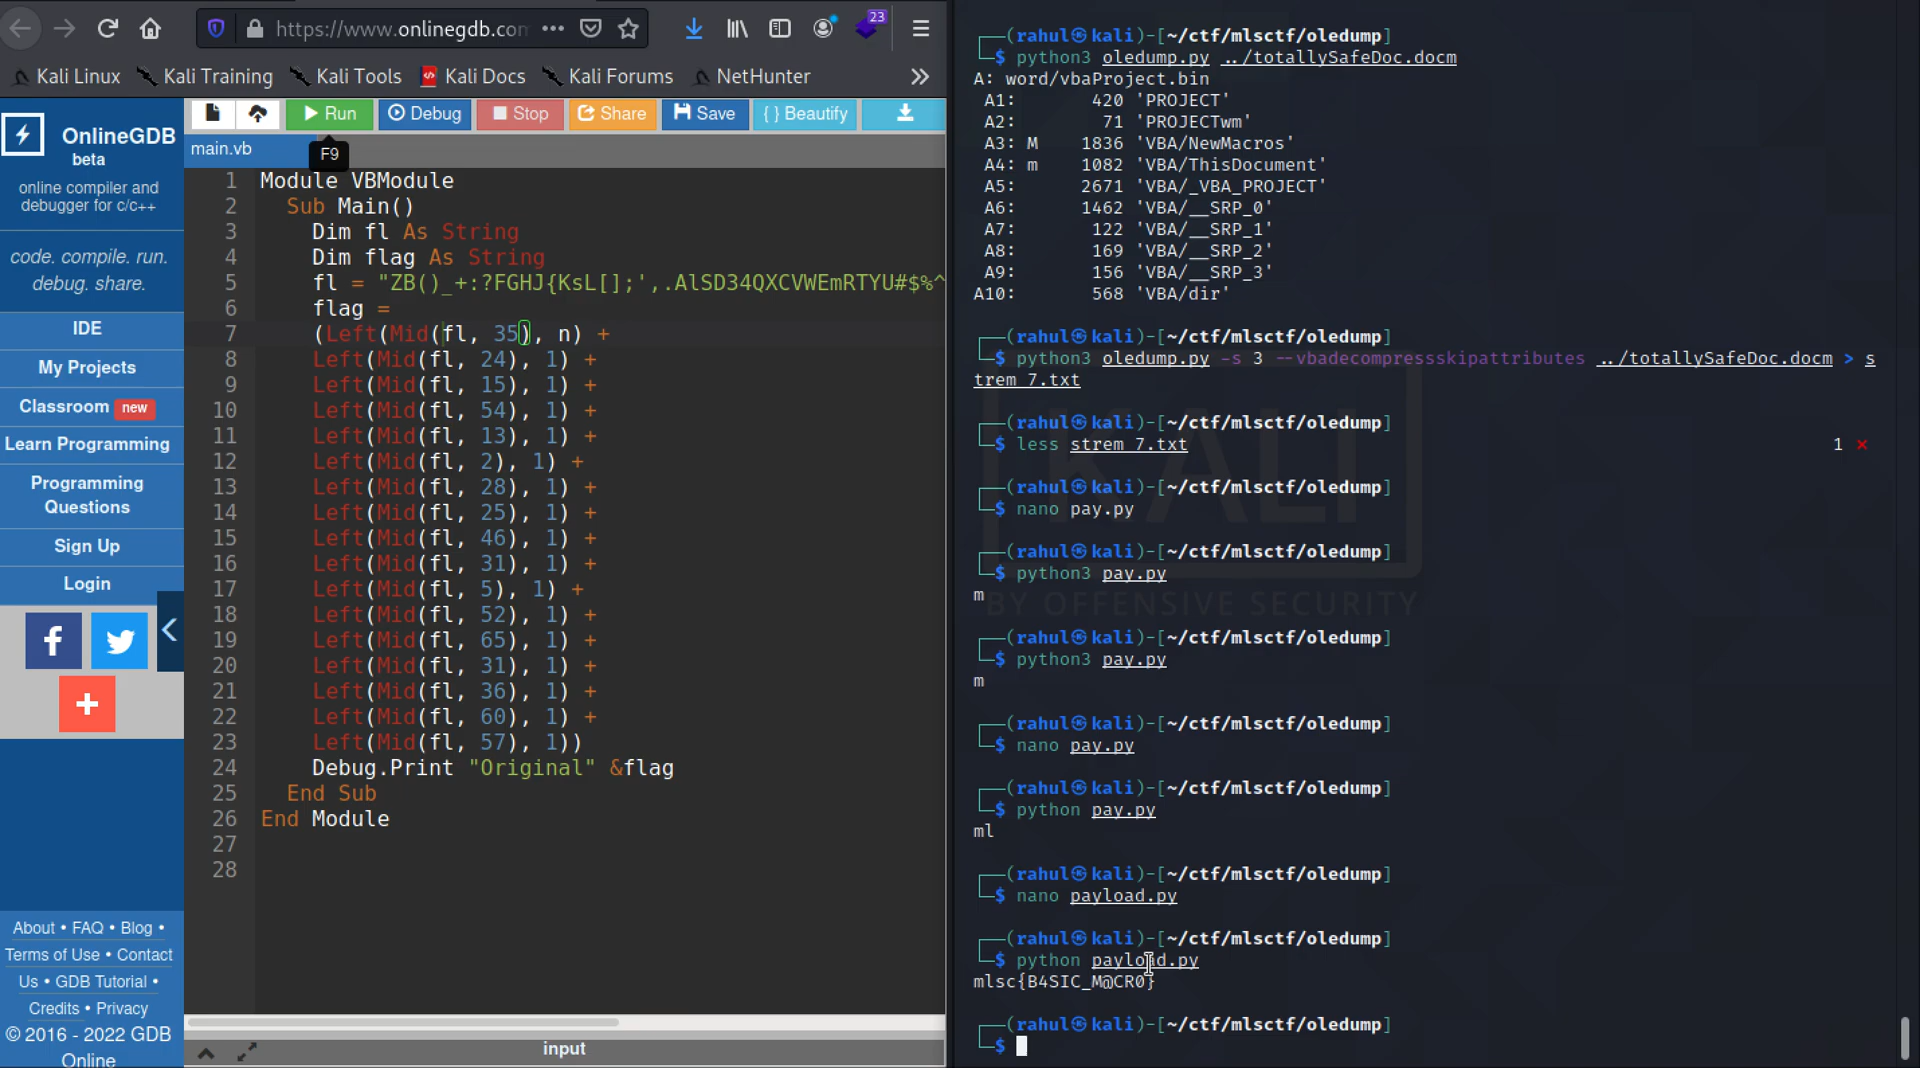 https://www.onlinegdb.con
23
Kali Linux Kali Training Kali Tools Kali Docs Kali Forums NetHunter
OnlineGDB
beta
online compiler and
debugger for c/c++
code. compile. run.
debug. share.
IDE
My Projects
Classroom new
Learn Programming
Programming
Questions
Sign Up
Login
About • FAQ • Blog •
Terms of Use • Contact
Us • GDB Tutorial •
Credits • Privacy
© 2016 - 2022 GDB
Online
Run Debug Stop Share Save { } Beautify
main.vb
F9
1 Module VBModule
2 Sub Main()
3 Dim fl As String
4 Dim flag As String
5 fl = "ZB()_+:?FGHJ{KsL[];',.AlSD34QXCVWEmRTYU#$%^
6 flag =
7 (Left(Mid(fl, 35), n) +
8 Left(Mid(fl, 24), 1) +
9 Left(Mid(fl, 15), 1) +
10 Left(Mid(fl, 54), 1) +
11 Left(Mid(fl, 13), 1) +
12 Left(Mid(fl, 2), 1) +
13 Left(Mid(fl, 28), 1) +
14 Left(Mid(fl, 25), 1) +
15 Left(Mid(fl, 46), 1) +
16 Left(Mid(fl, 31), 1) +
17 Left(Mid(fl, 5), 1) +
18 Left(Mid(fl, 52), 1) +
19 Left(Mid(fl, 65), 1) +
20 Left(Mid(fl, 31), 1) +
21 Left(Mid(fl, 36), 1) +
22 Left(Mid(fl, 60), 1) +
23 Left(Mid(fl, 57), 1))
24 Debug.Print "Original" &flag
25 End Sub
26 End Module
27
28
input
┌──(rahul㉿kali)-[~/ctf/mlsctf/oledump]
└─$ python3 oledump.py ../totallySafeDoc.docm
A: word/vbaProject.bin
A1: 420 'PROJECT'
A2: 71 'PROJECTwm'
A3: M 1836 'VBA/NewMacros'
A4: m 1082 'VBA/ThisDocument'
A5: 2671 'VBA/_VBA_PROJECT'
A6: 1462 'VBA/__SRP_0'
A7: 122 'VBA/__SRP_1'
A8: 169 'VBA/__SRP_2'
A9: 156 'VBA/__SRP_3'
A10: 568 'VBA/dir'
┌──(rahul㉿kali)-[~/ctf/mlsctf/oledump]
└─$ python3 oledump.py -s 3 --vbadecompressskipattributes ../totallySafeDoc.docm > s
trem_7.txt
┌──(rahul㉿kali)-[~/ctf/mlsctf/oledump]
└─$ less strem_7.txt 1 ⨯
┌──(rahul㉿kali)-[~/ctf/mlsctf/oledump]
└─$ nano pay.py
┌──(rahul㉿kali)-[~/ctf/mlsctf/oledump]
└─$ python3 pay.py
m
┌──(rahul㉿kali)-[~/ctf/mlsctf/oledump]
└─$ python3 pay.py
m
┌──(rahul㉿kali)-[~/ctf/mlsctf/oledump]
└─$ nano pay.py
┌──(rahul㉿kali)-[~/ctf/mlsctf/oledump]
└─$ python pay.py
ml
┌──(rahul㉿kali)-[~/ctf/mlsctf/oledump]
└─$ nano payload.py
┌──(rahul㉿kali)-[~/ctf/mlsctf/oledump]
└─$ python payload.py
mlsc{B4SIC_M@CR0}
┌──(rahul㉿kali)-[~/ctf/mlsctf/oledump]
└─$
KALI
BY OFFENSIVE SECURITY